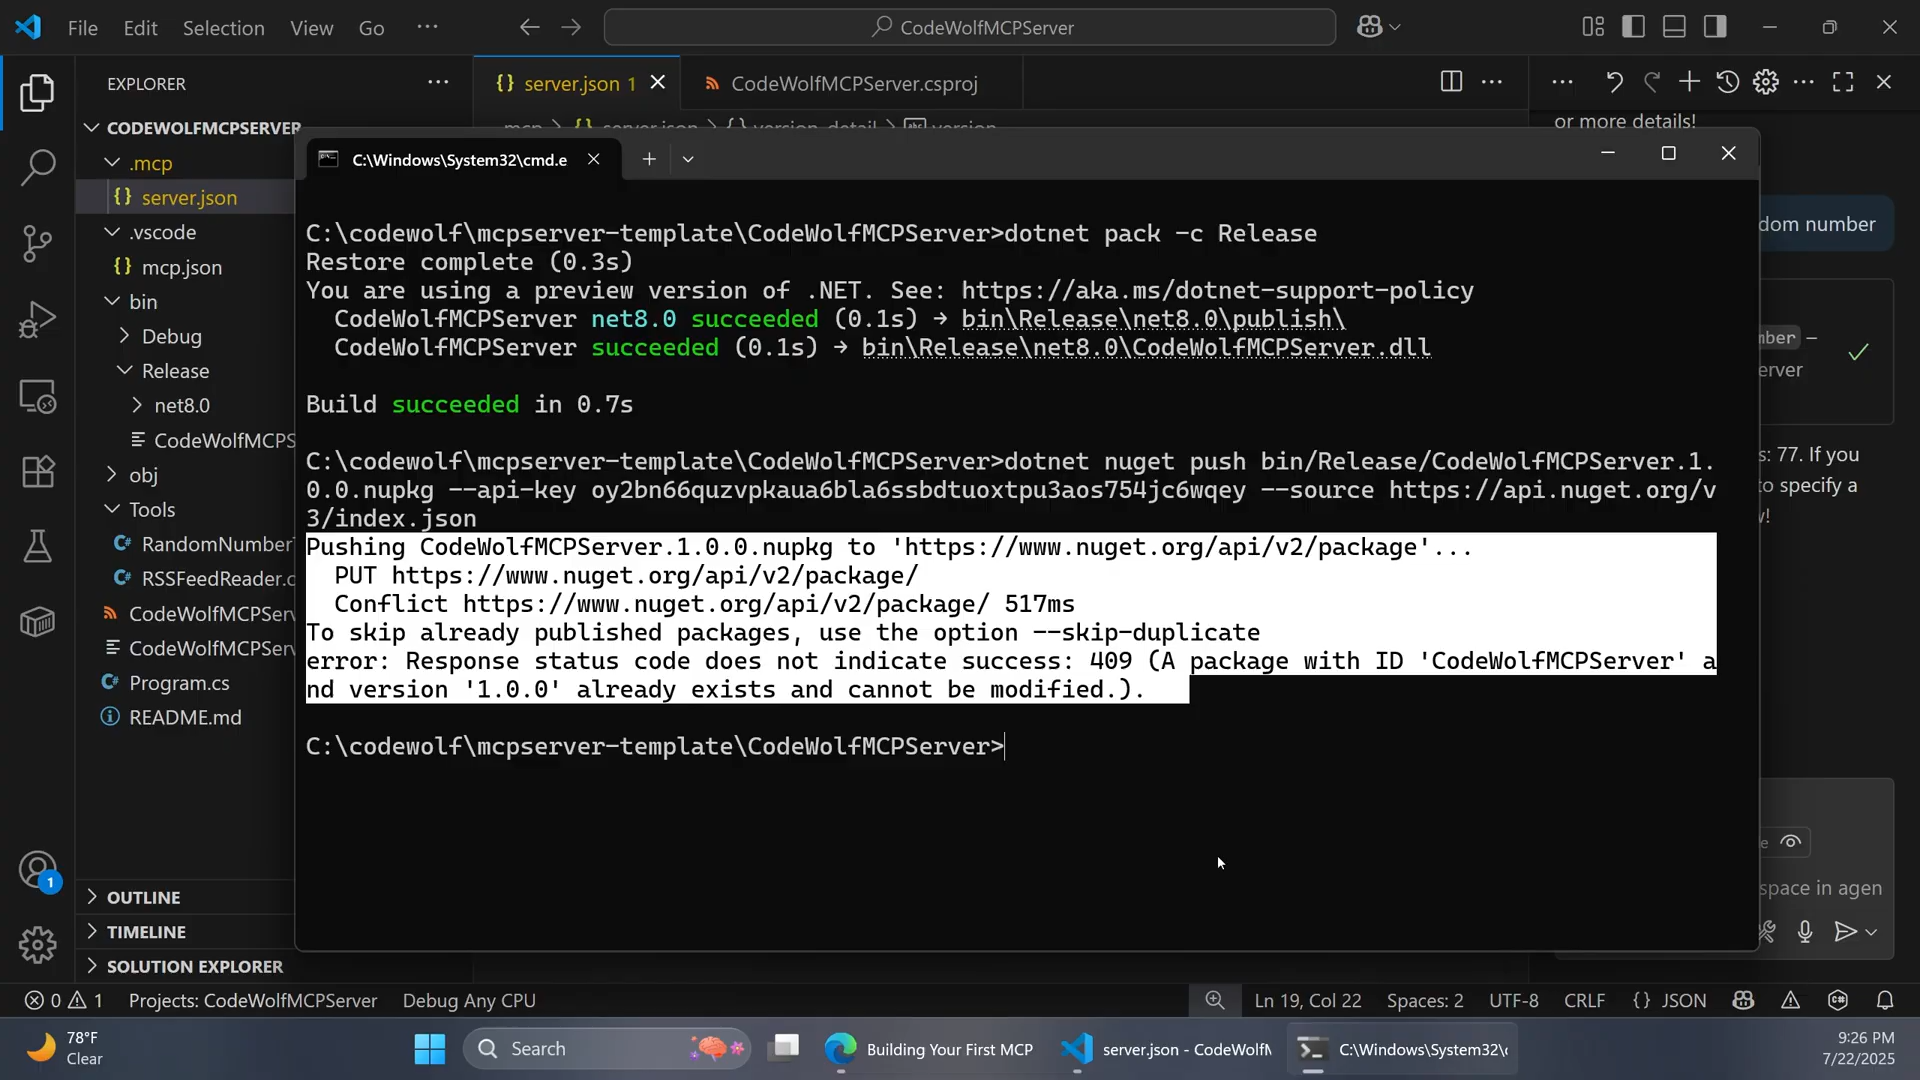 File Edit Selection View Go ···
CodeWolfMCPServer
EXPLORER
server.json 1
CodeWolfMCPServer.csproj
CODEWOLFMCPSERVER
.mcp
server.json
.vscode
mcp.json
bin
Debug
Release
net8.0
CodeWolfMCPS
obj
Tools
RandomNumber
RSSFeedReader.c
CodeWolfMCPServ
CodeWolfMCPServ
Program.cs
README.md
OUTLINE
TIMELINE
SOLUTION EXPLORER
mcp > {} server.json > {} version_detail > version
C:\Windows\System32\cmd.e
C:\codewolf\mcpserver-template\CodeWolfMCPServer>dotnet pack -c Release
Restore complete (0.3s)
You are using a preview version of .NET. See: https://aka.ms/dotnet-support-policy
CodeWolfMCPServer net8.0 succeeded (0.1s) → bin\Release\net8.0\publish\
CodeWolfMCPServer succeeded (0.1s) → bin\Release\net8.0\CodeWolfMCPServer.dll
Build succeeded in 0.7s
C:\codewolf\mcpserver-template\CodeWolfMCPServer>dotnet nuget push bin/Release/CodeWolfMCPServer.1.
0.0.nupkg --api-key oy2bn66quzvpkaua6bla6ssbdtuoxtpu3aos754jc6wqey --source https://api.nuget.org/v
3/index.json
Pushing CodeWolfMCPServer.1.0.0.nupkg to 'https://www.nuget.org/api/v2/package'...
PUT https://www.nuget.org/api/v2/package/
Conflict https://www.nuget.org/api/v2/package/ 517ms
To skip already published packages, use the option --skip-duplicate
error: Response status code does not indicate success: 409 (A package with ID 'CodeWolfMCPServer' a
nd version '1.0.0' already exists and cannot be modified.).
C:\codewolf\mcpserver-template\CodeWolfMCPServer>
or more details!
dom number
mber –
erver
s: 77. If you
to specify a
w!
e
space in agen
0 1 Projects: CodeWolfMCPServer Debug Any CPU
Ln 19, Col 22 Spaces: 2 UTF-8 CRLF {} JSON
1
78°F
Clear
Search
Building Your First MCP
server.json - CodeWolfM
C:\Windows\System32\c
9:26 PM
7/22/2025